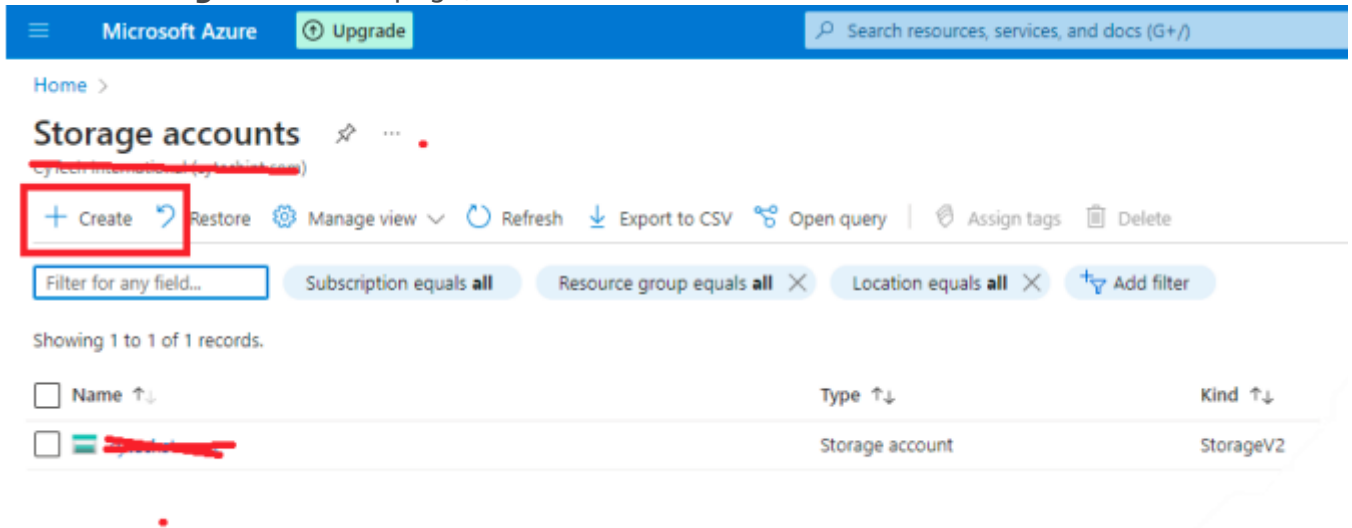 Microsoft Azure Upgrade Search resources, services, and docs (G+/)
Home >
Storage accounts ...
+ Create Restore Manage view Refresh Export to CSV Open query | Assign tags Delete
Filter for any field... Subscription equals all Resource group equals all × Location equals all × Add filter
Showing 1 to 1 of 1 records.
Name ↑↓ Type ↑↓ Kind ↑↓
Storage account StorageV2